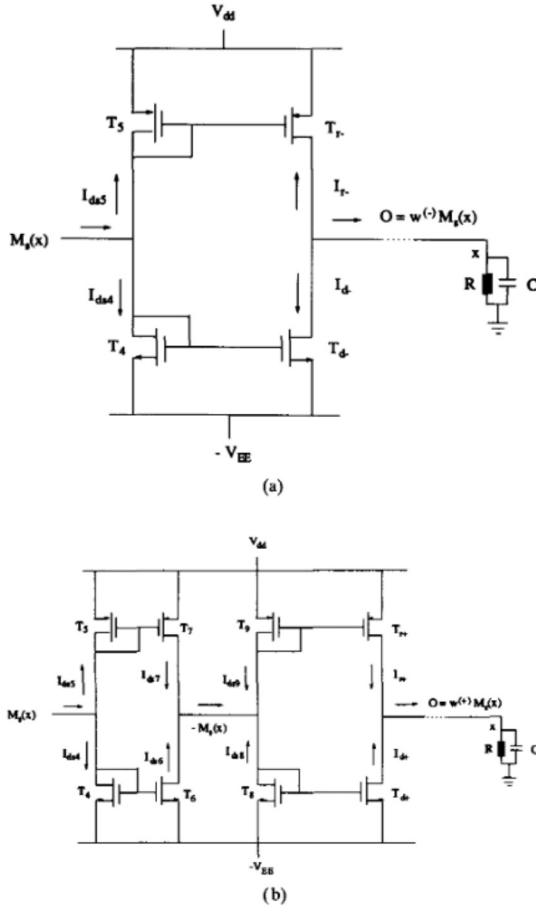 V_dd
T_5
T_r-
I_ds5
I_r-
O = w^(-) M_s(x)
M_s(x)
x
R
C
I_ds4
I_d-
T_4
T_d-
- V_EE
(a)
V_dd
T_5
T_7
T_9
T_r+
I_ds5
I_ds7
I_ds9
I_r+
M_s(x)
- M_s(x)
O = w^(+) M_s(x)
x
R
C
I_ds4
I_ds6
I_ds8
I_d+
T_4
T_6
T_8
T_d+
-V_EE
(b)